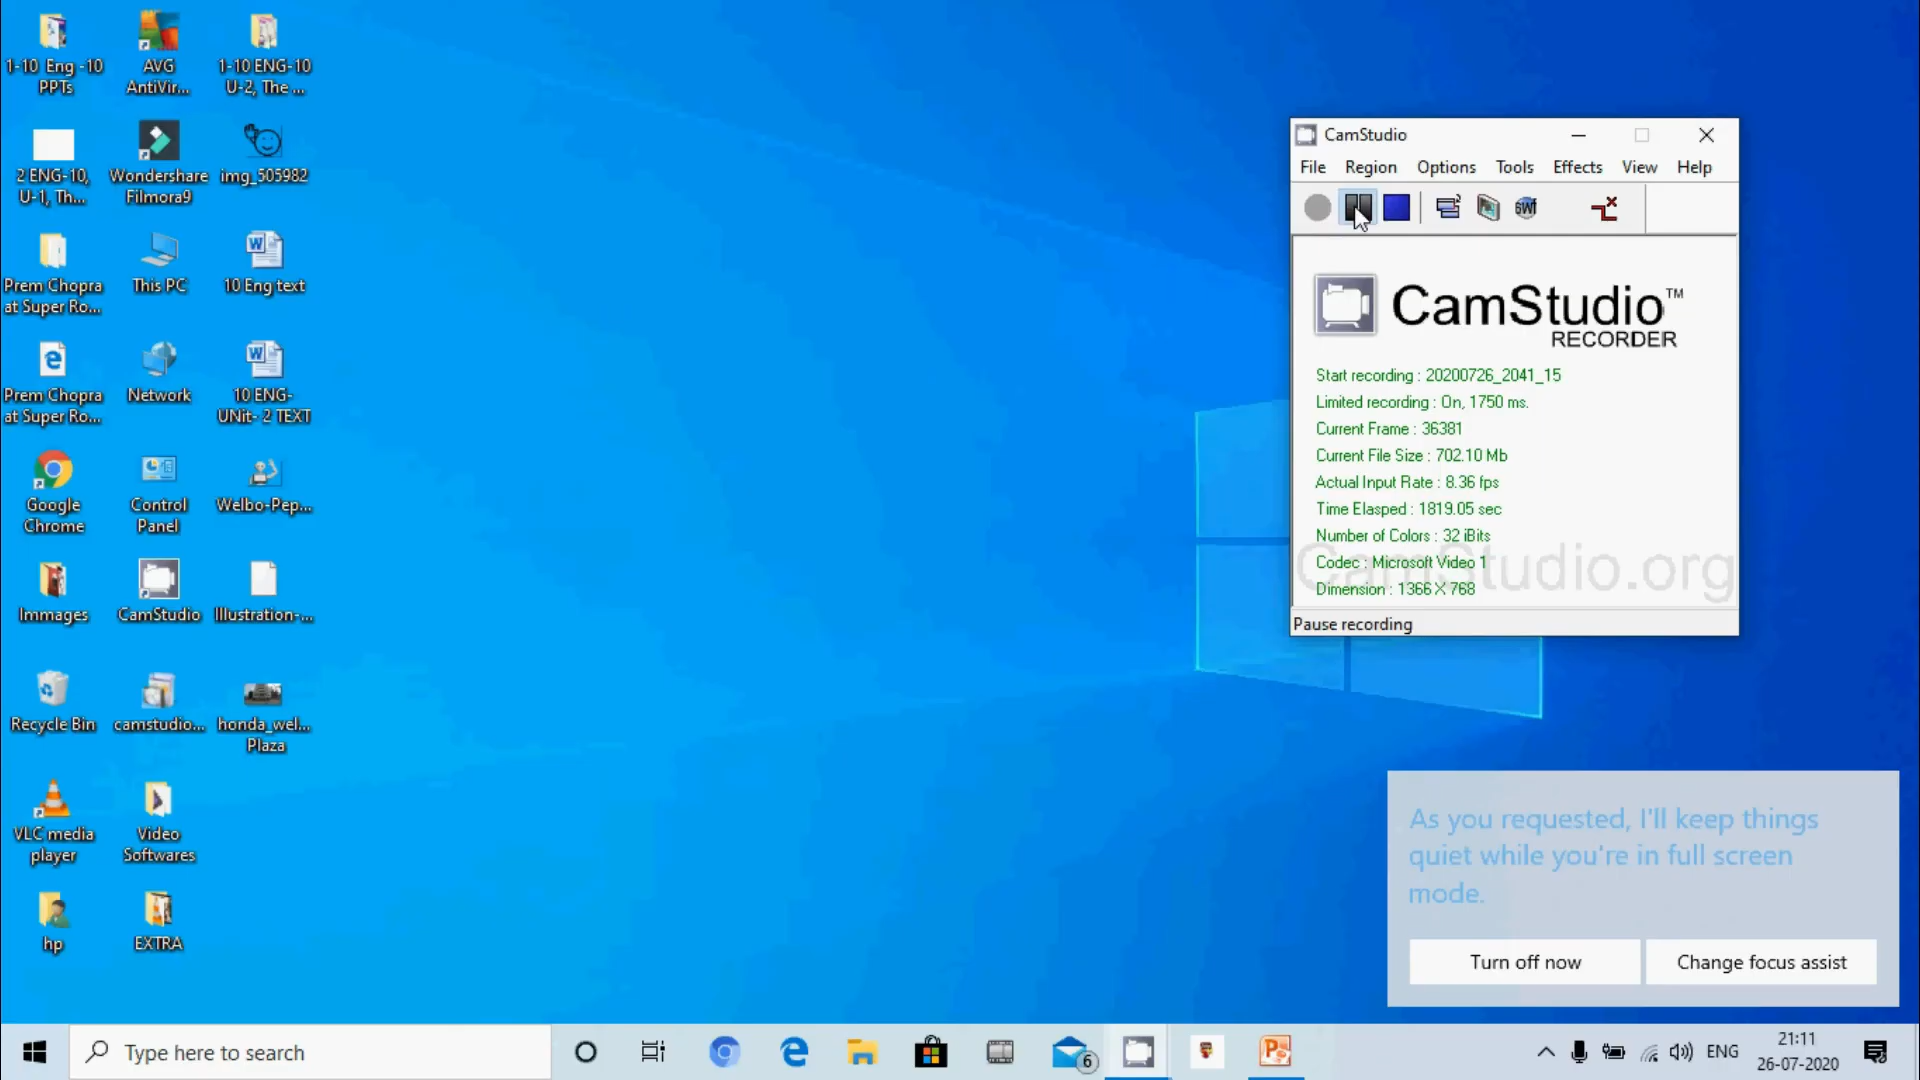 1-10 Eng -10
PPTs
AVG
AntiVir...
1-10 ENG-10
U-2, The ...
2 ENG-10,
U-1, Th...
Wondershare
Filmora9
img_505982
Prem Chopra
at Super Ro...
This PC
10 Eng text
Prem Chopra
at Super Ro...
Network
10 ENG-
UNit- 2 TEXT
Google
Chrome
Control
Panel
Welbo-Pep...
Immages
CamStudio
Illustration-...
Recycle Bin
camstudio...
honda_wel...
Plaza
VLC media
player
Video
Softwares
hp
EXTRA
CamStudio
File Region Options Tools Effects View Help
SWf
CamStudio™
RECORDER
Start recording : 20200726_2041_15
Limited recording : On, 1750 ms.
Current Frame : 36381
Current File Size : 702.10 Mb
Actual Input Rate : 8.36 fps
Time Elasped : 1819.05 sec
Number of Colors : 32 iBits
Codec : Microsoft Video 1
CamStudio.org
Dimension : 1366 X 768
Pause recording
As you requested, I'll keep things
quiet while you're in full screen
mode.
Turn off now
Change focus assist
Type here to search
6
ENG
21:11
26-07-2020